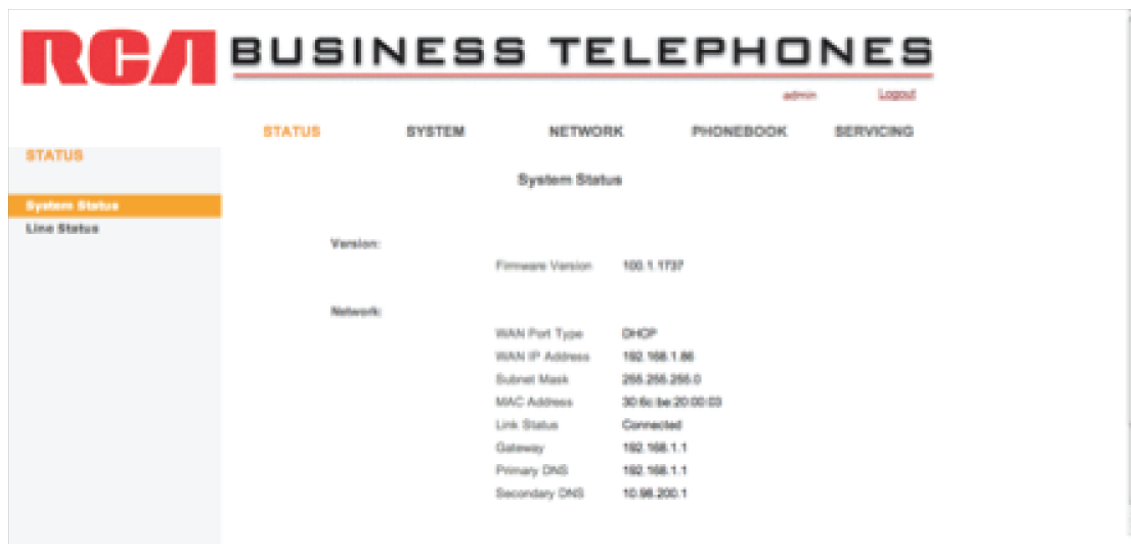 RCA BUSINESS TELEPHONES
admin Logout
STATUS SYSTEM NETWORK PHONEBOOK SERVICING
STATUS
System Status
System Status
Line Status
Version:
Firmware Version 100.1.1737
Network:
WAN Port Type DHCP
WAN IP Address 192.168.1.86
Subnet Mask 255.255.255.0
MAC Address 30:6c:be:20:00:03
Link Status Connected
Gateway 192.168.1.1
Primary DNS 192.168.1.1
Secondary DNS 10.98.200.1